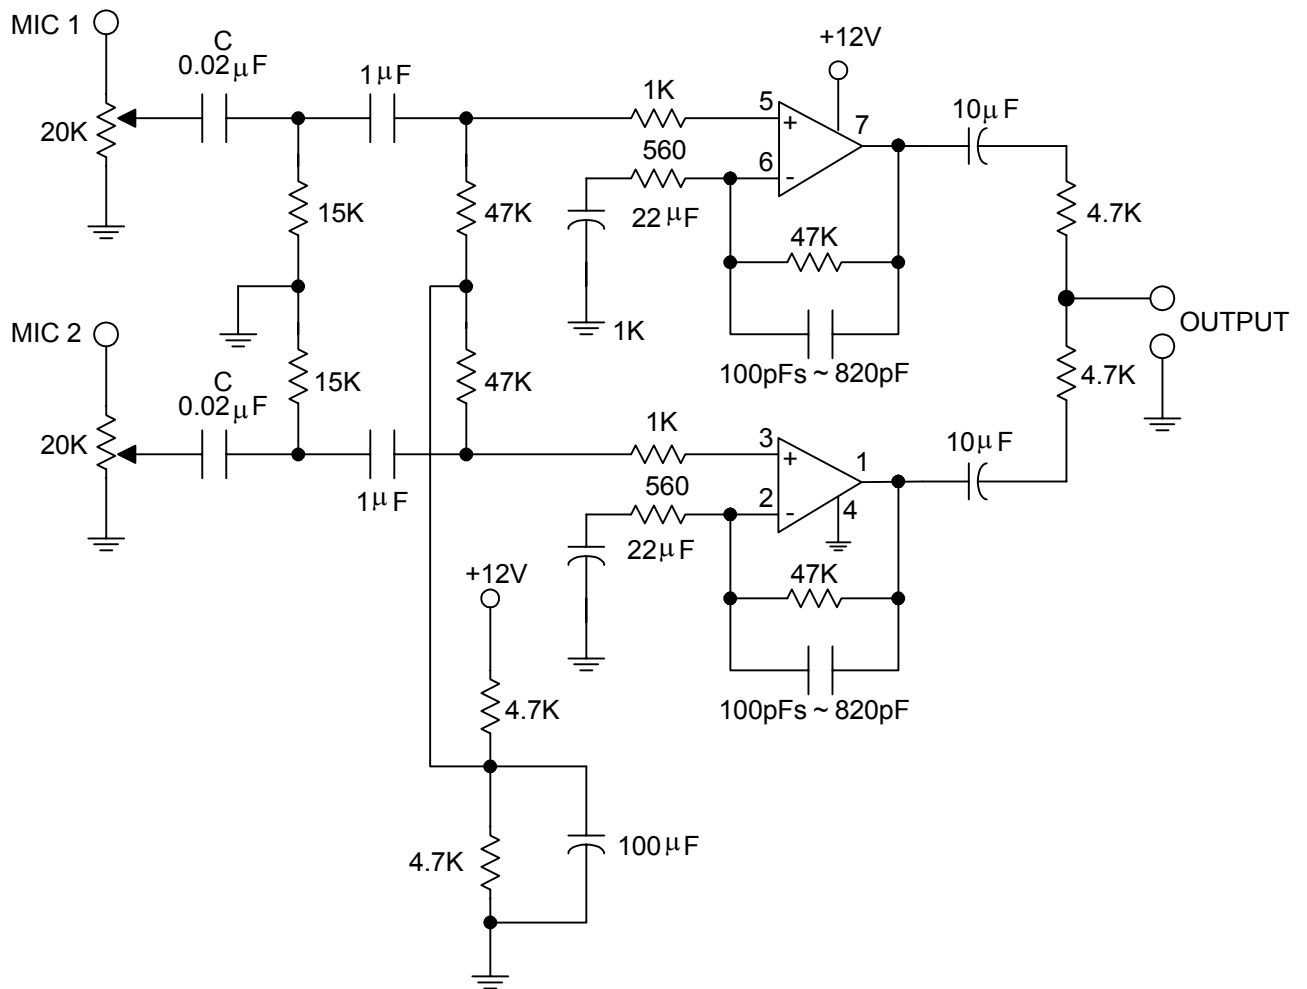 MIC 1
C
0.02μF
1μF
20K
15K
47K
1K
560
22μF
1K
5
6
7
+
-
+12V
47K
100pFs ~ 820pF
10μF
4.7K
OUTPUT
4.7K
MIC 2
C
0.02μF
20K
15K
1μF
47K
1K
560
22μF
3
2
1
4
+
-
47K
100pFs ~ 820pF
10μF
+12V
4.7K
4.7K
100μF